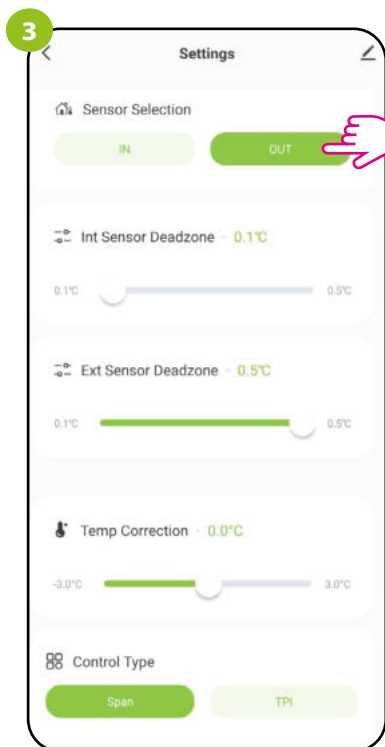 3
Settings
Sensor Selection
IN OUT
Int Sensor Deadzone · 0.1℃
0.1℃ 0.5℃
Ext Sensor Deadzone · 0.5℃
0.1℃ 0.5℃
Temp Correction · 0.0°C
-3.0°C 3.0°C
Control Type
Span TPI